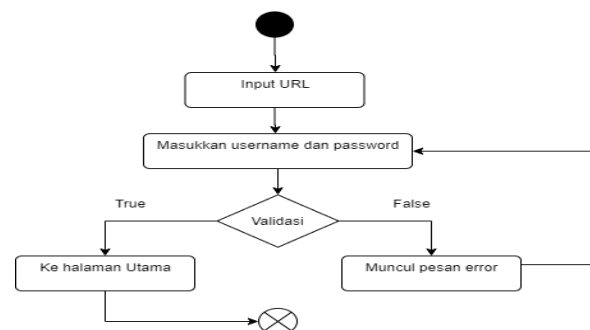 Input URL
Masukkan username dan password
True
False
Validasi
Ke halaman Utama
Muncul pesan error